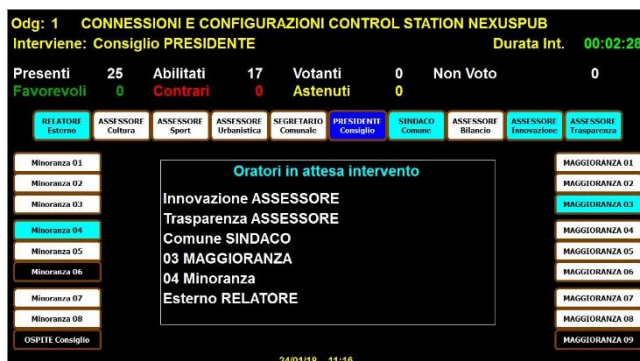 Odg: 1 CONNESSIONI E CONFIGURAZIONI CONTROL STATION NEXUSPUB
Interviene: Consiglio PRESIDENTE Durata Int. 00:02:28
Presenti 25 Abilitati 17 Votanti 0 Non Voto 0
Favorevoli 0 Contrari 0 Astenuti 0
RELATORE Esterno
ASSESSORE Cultura
ASSESSORE Sport
ASSESSORE Urbanistica
SEGRETARIO Comunale
PRESIDENTE Consiglio
SINDACO Comune
ASSESSORE Bilancio
ASSESSORE Innovazione
ASSESSORE Trasparenza
Minoranza 01
Minoranza 02
Minoranza 03
Minoranza 04
Minoranza 05
Minoranza 06
Minoranza 07
Minoranza 08
OSPITE Consiglio
Oratori in attesa intervento
Innovazione ASSESSORE
Trasparenza ASSESSORE
Comune SINDACO
03 MAGGIORANZA
04 Minoranza
Esterno RELATORE
MAGGIORANZA 01
MAGGIORANZA 02
MAGGIORANZA 03
MAGGIORANZA 04
MAGGIORANZA 05
MAGGIORANZA 06
MAGGIORANZA 07
MAGGIORANZA 08
MAGGIORANZA 09
24/01/18 11:16